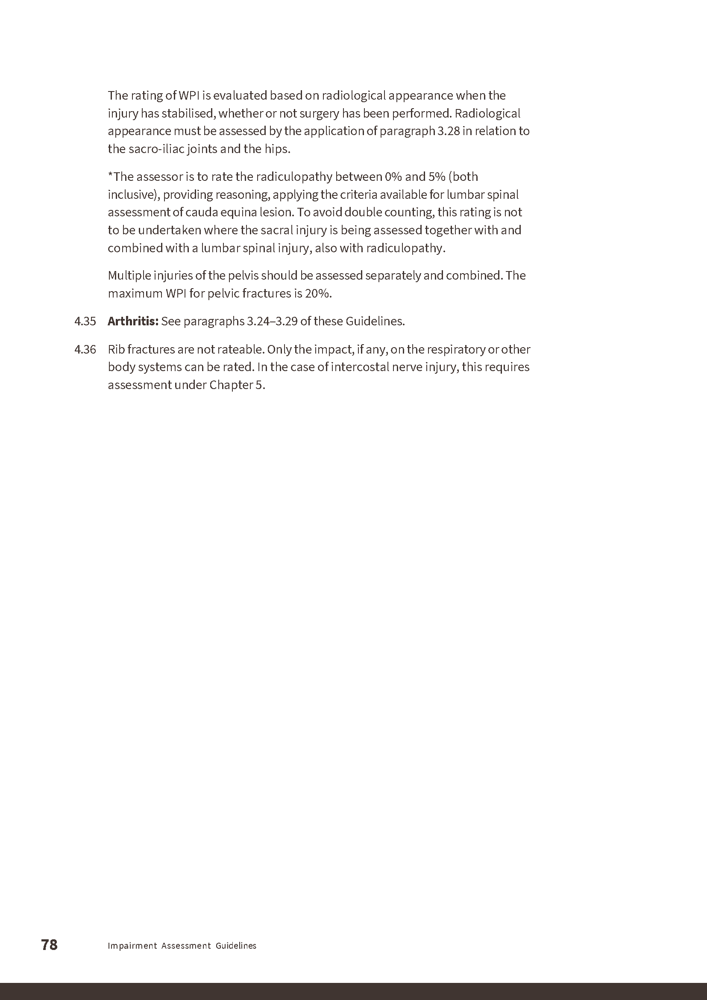 The rating of WPI is evaluated based on radiological appearance when the
injury has stabilised, whether or not surgery has been performed. Radiological
appearance must be assessed by the application of paragraph 3.28 in relation to
the sacro-iliac joints and the hips.
*The assessor is to rate the radiculopathy between 0% and 5% (both
inclusive), providing reasoning, applying the criteria available for lumbar spinal
assessment of cauda equina lesion. To avoid double counting, this rating is not
to be undertaken where the sacral injury is being assessed together with and
combined with a lumbar spinal injury, also with radiculopathy.
Multiple injuries of the pelvis should be assessed separately and combined. The
maximum WPI for pelvic fractures is 20%.
4.35 Arthritis: See paragraphs 3.24–3.29 of these Guidelines.
4.36 Rib fractures are not rateable. Only the impact, if any, on the respiratory or other
body systems can be rated. In the case of intercostal nerve injury, this requires
assessment under Chapter 5.
78 Impairment Assessment Guidelines